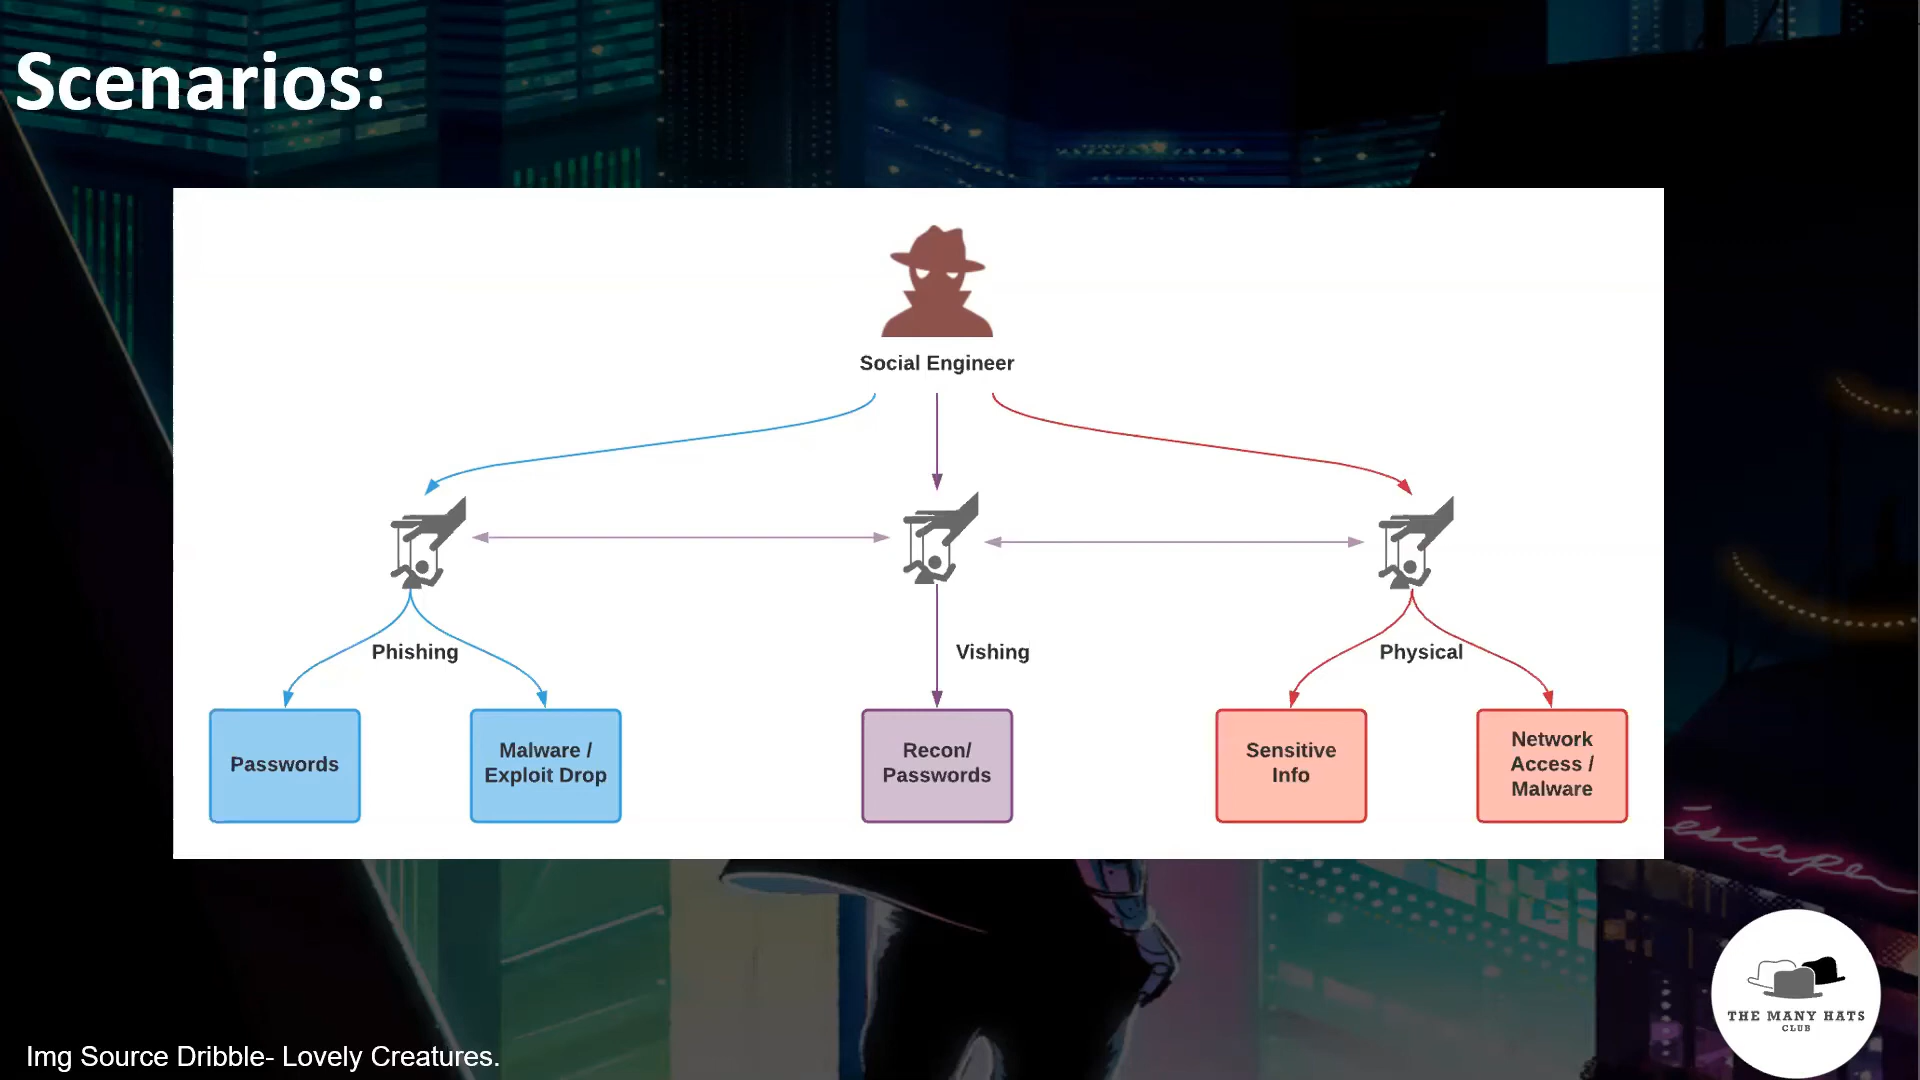 Scenarios:
Social Engineer
Phishing
Vishing
Physical
Passwords
Malware /
Exploit Drop
Recon/
Passwords
Sensitive
Info
Network
Access /
Malware
escape
THE MANY HATS
CLUB
Img Source Dribble- Lovely Creatures.